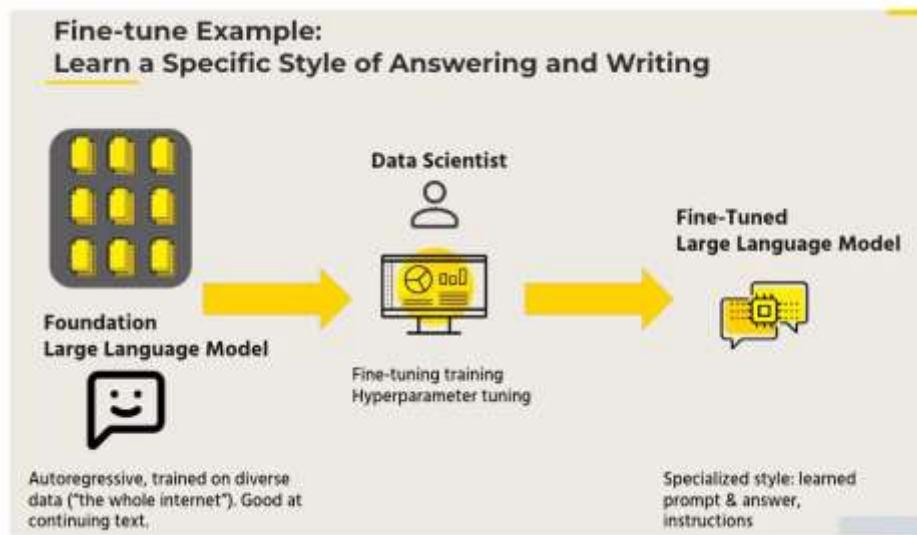 Fine-tune Example:
Learn a Specific Style of Answering and Writing
Data Scientist
Fine-Tuned
Large Language Model
Foundation
Large Language Model
Fine-tuning training
Hyperparameter tuning
Autoregressive, trained on diverse
data ("the whole internet"). Good at
continuing text.
Specialized style: learned
prompt & answer,
instructions